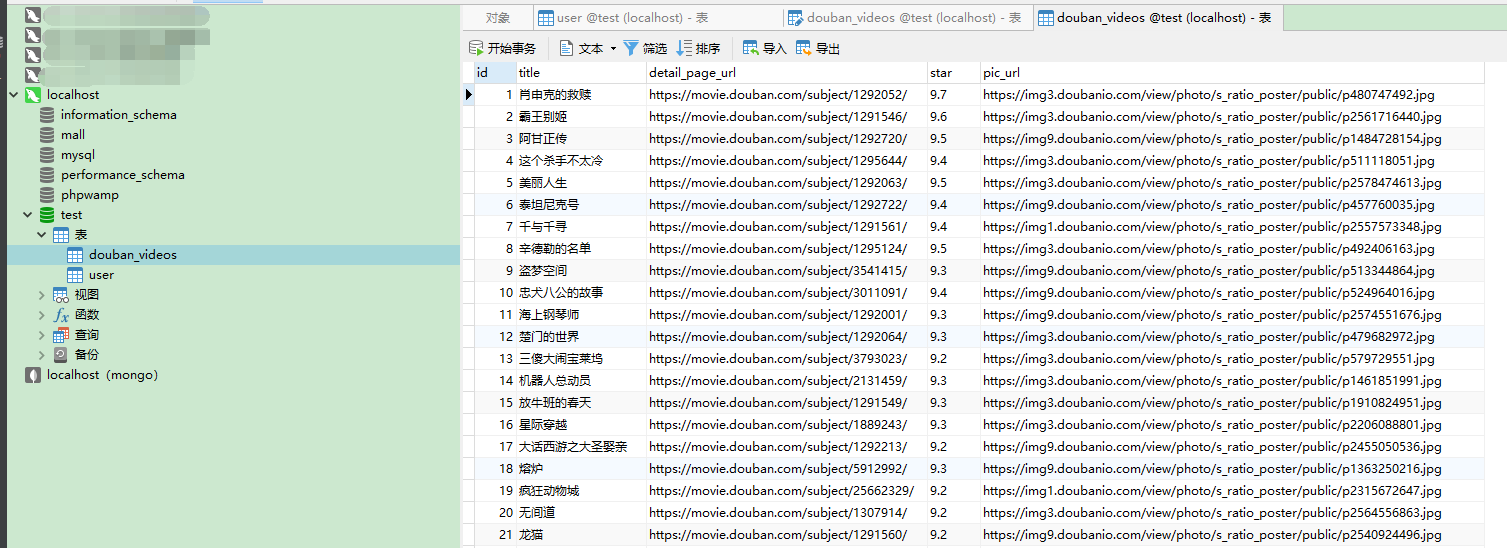 对象 user @test (localhost) - 表 douban_videos @test (localhost) - 表 douban_videos @test (localhost) - 表
开始事务 文本 筛选 排序 导入 导出
localhost
information_schema
mall
mysql
performance_schema
phpwamp
test
表
douban_videos
user
视图
函数
查询
备份
localhost（mongo）
id title detail_page_url star pic_url
1 肖申克的救赎 https://movie.douban.com/subject/1292052/ 9.7 https://img3.doubanio.com/view/photo/s_ratio_poster/public/p480747492.jpg
2 霸王别姬 https://movie.douban.com/subject/1291546/ 9.6 https://img3.doubanio.com/view/photo/s_ratio_poster/public/p2561716440.jpg
3 阿甘正传 https://movie.douban.com/subject/1292720/ 9.5 https://img9.doubanio.com/view/photo/s_ratio_poster/public/p1484728154.jpg
4 这个杀手不太冷 https://movie.douban.com/subject/1295644/ 9.4 https://img3.doubanio.com/view/photo/s_ratio_poster/public/p511118051.jpg
5 美丽人生 https://movie.douban.com/subject/1292063/ 9.5 https://img3.doubanio.com/view/photo/s_ratio_poster/public/p2578474613.jpg
6 泰坦尼克号 https://movie.douban.com/subject/1292722/ 9.4 https://img9.doubanio.com/view/photo/s_ratio_poster/public/p457760035.jpg
7 千与千寻 https://movie.douban.com/subject/1291561/ 9.4 https://img1.doubanio.com/view/photo/s_ratio_poster/public/p2557573348.jpg
8 辛德勒的名单 https://movie.douban.com/subject/1295124/ 9.5 https://img3.doubanio.com/view/photo/s_ratio_poster/public/p492406163.jpg
9 盗梦空间 https://movie.douban.com/subject/3541415/ 9.3 https://img9.doubanio.com/view/photo/s_ratio_poster/public/p513344864.jpg
10 忠犬八公的故事 https://movie.douban.com/subject/3011091/ 9.4 https://img9.doubanio.com/view/photo/s_ratio_poster/public/p524964016.jpg
11 海上钢琴师 https://movie.douban.com/subject/1292001/ 9.3 https://img9.doubanio.com/view/photo/s_ratio_poster/public/p2574551676.jpg
12 楚门的世界 https://movie.douban.com/subject/1292064/ 9.3 https://img3.doubanio.com/view/photo/s_ratio_poster/public/p479682972.jpg
13 三傻大闹宝莱坞 https://movie.douban.com/subject/3793023/ 9.2 https://img3.doubanio.com/view/photo/s_ratio_poster/public/p579729551.jpg
14 机器人总动员 https://movie.douban.com/subject/2131459/ 9.3 https://img3.doubanio.com/view/photo/s_ratio_poster/public/p1461851991.jpg
15 放牛班的春天 https://movie.douban.com/subject/1291549/ 9.3 https://img3.doubanio.com/view/photo/s_ratio_poster/public/p1910824951.jpg
16 星际穿越 https://movie.douban.com/subject/1889243/ 9.3 https://img3.doubanio.com/view/photo/s_ratio_poster/public/p2206088801.jpg
17 大话西游之大圣娶亲 https://movie.douban.com/subject/1292213/ 9.2 https://img9.doubanio.com/view/photo/s_ratio_poster/public/p2455050536.jpg
18 熔炉 https://movie.douban.com/subject/5912992/ 9.3 https://img9.doubanio.com/view/photo/s_ratio_poster/public/p1363250216.jpg
19 疯狂动物城 https://movie.douban.com/subject/25662329/ 9.2 https://img1.doubanio.com/view/photo/s_ratio_poster/public/p2315672647.jpg
20 无间道 https://movie.douban.com/subject/1307914/ 9.2 https://img3.doubanio.com/view/photo/s_ratio_poster/public/p2564556863.jpg
21 龙猫 https://movie.douban.com/subject/1291560/ 9.2 https://img9.doubanio.com/view/photo/s_ratio_poster/public/p2540924496.jpg